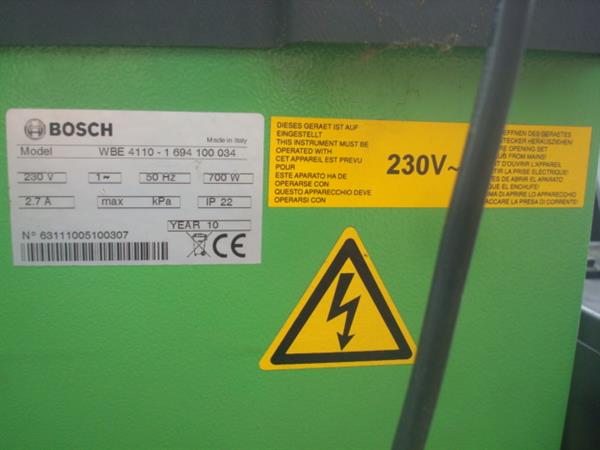 BOSCH
Made in Italy
Model WBE 4110 - 1 694 100 034
230 V 1~ 50 Hz 700 W
2.7 A max kPa IP 22
YEAR 10
N° 63111005100307
CE
DIESES GERAET IST AUF
EINGESTELLT
THIS INSTRUMENT MUST BE
OPERATED WITH
CET APPAREIL EST PREVU
POUR
ESTE APARATO HA DE
OPERARSE CON
QUESTO APPARECCHIO DEVE
OPERARSI CON
230V~
OEFFNEN DES GERAETES
STECKER HERAUSZIEHEN
OPENING SET
FROM MAINS!
D'OUVRIR L'APPAREIL
LA PRISE ELECTRIQUE!
DE ABRIR EL APARATO
QUE EL ENCHUFE!
DI APRIRE LO APPARECCHIO
LA PRESA DI CORRENTE!